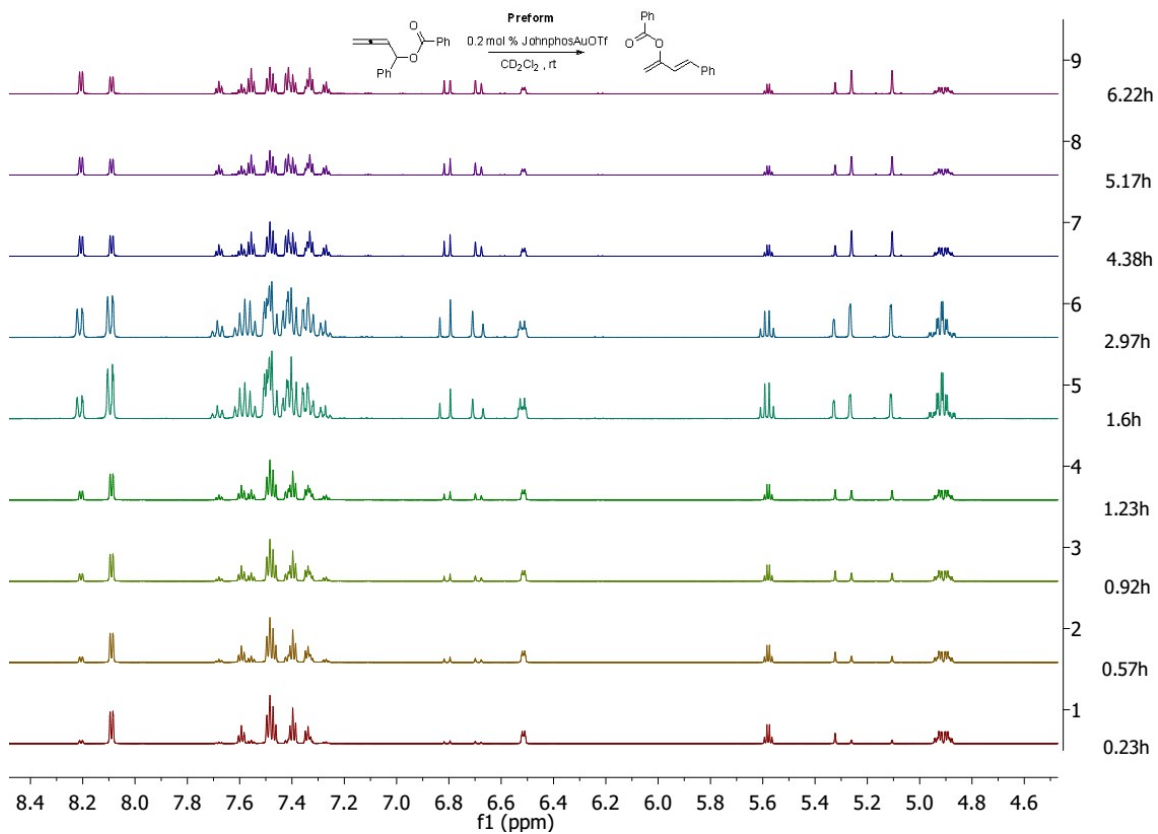 Preform
O
Ph
0.2 mol % JohnphosAuOTf
O
Ph
CD2Cl2 , rt
Ph
O
O
Ph
9
6.22h
8
5.17h
7
4.38h
6
2.97h
5
1.6h
4
1.23h
3
0.92h
2
0.57h
1
0.23h
8.4 8.2 8.0 7.8 7.6 7.4 7.2 7.0 6.8 6.6 6.4 6.2 6.0 5.8 5.6 5.4 5.2 5.0 4.8 4.6
f1 (ppm)